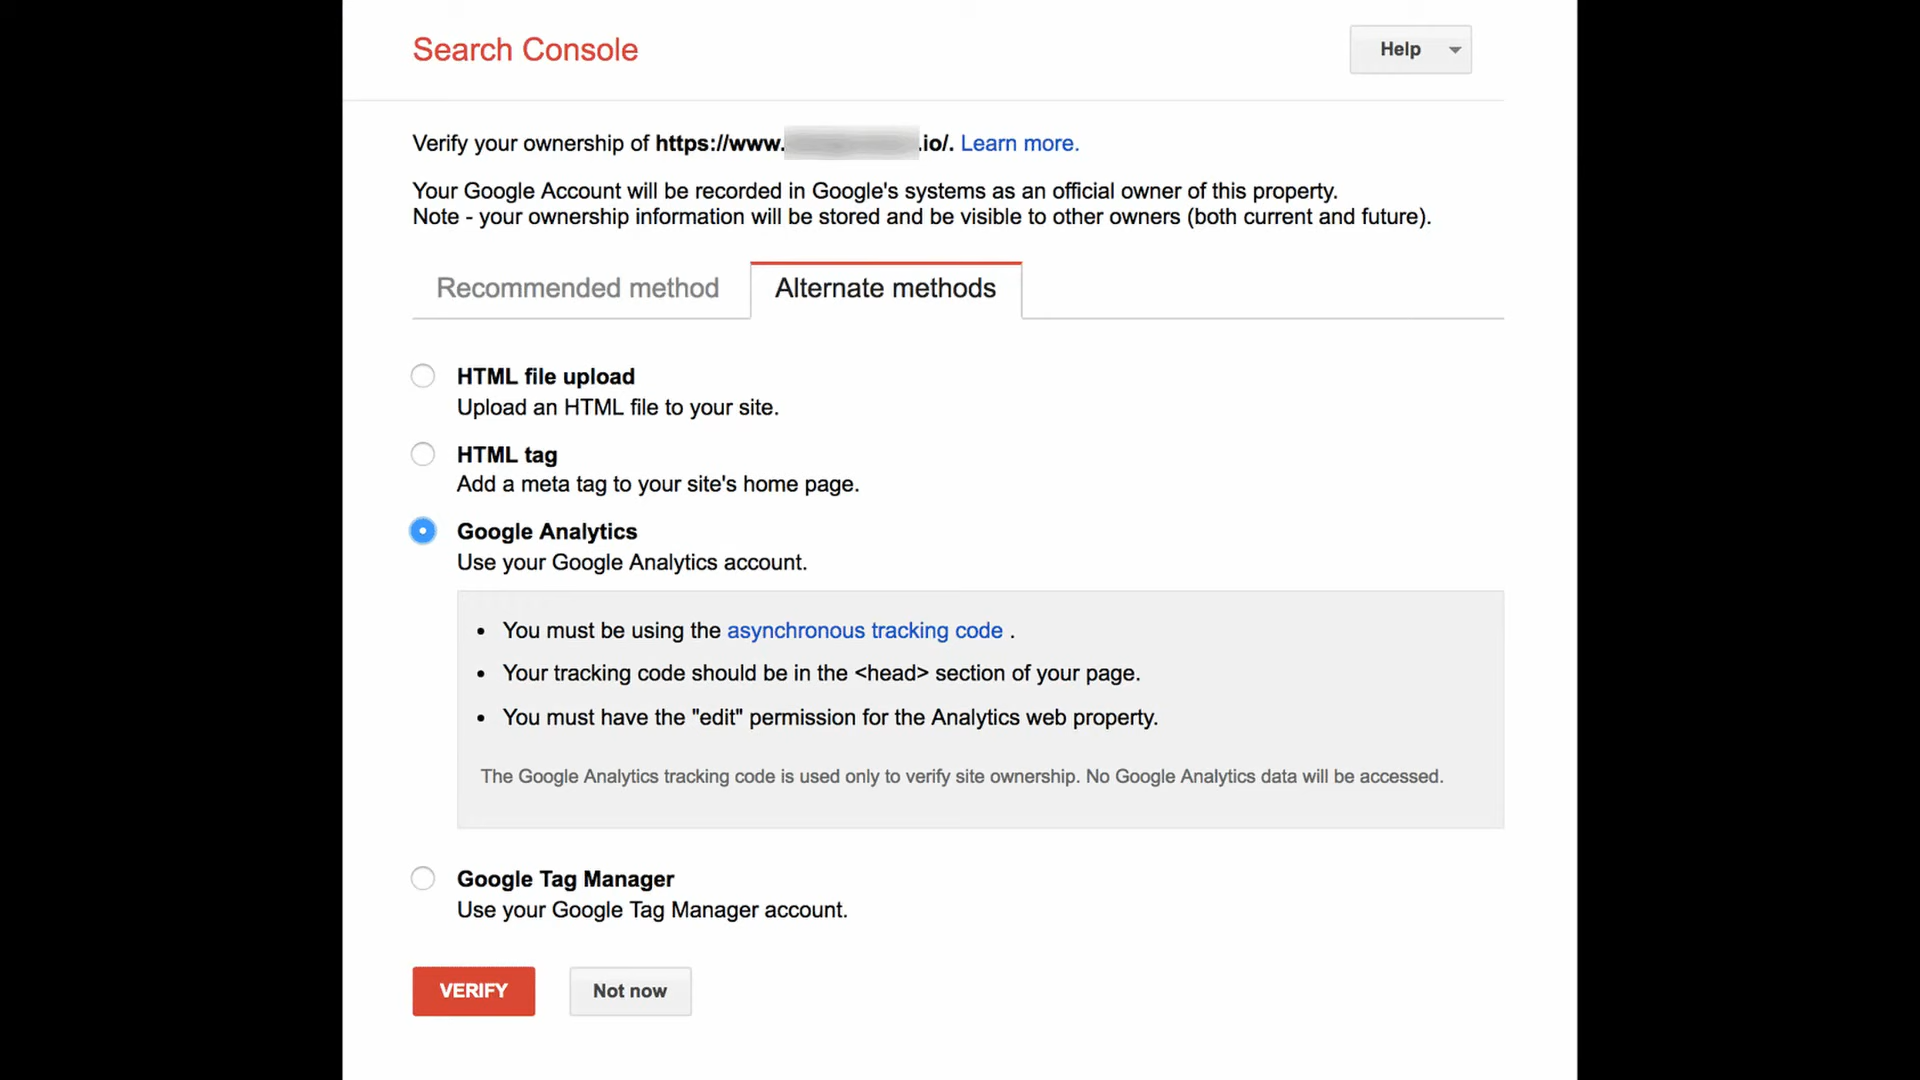 Search Console
Help
Verify your ownership of https://www. .io/. Learn more.
Your Google Account will be recorded in Google's systems as an official owner of this property.
Note - your ownership information will be stored and be visible to other owners (both current and future).
Recommended method
Alternate methods
HTML file upload
Upload an HTML file to your site.
HTML tag
Add a meta tag to your site's home page.
Google Analytics
Use your Google Analytics account.
• You must be using the asynchronous tracking code .
• Your tracking code should be in the <head> section of your page.
• You must have the "edit" permission for the Analytics web property.
The Google Analytics tracking code is used only to verify site ownership. No Google Analytics data will be accessed.
Google Tag Manager
Use your Google Tag Manager account.
VERIFY
Not now